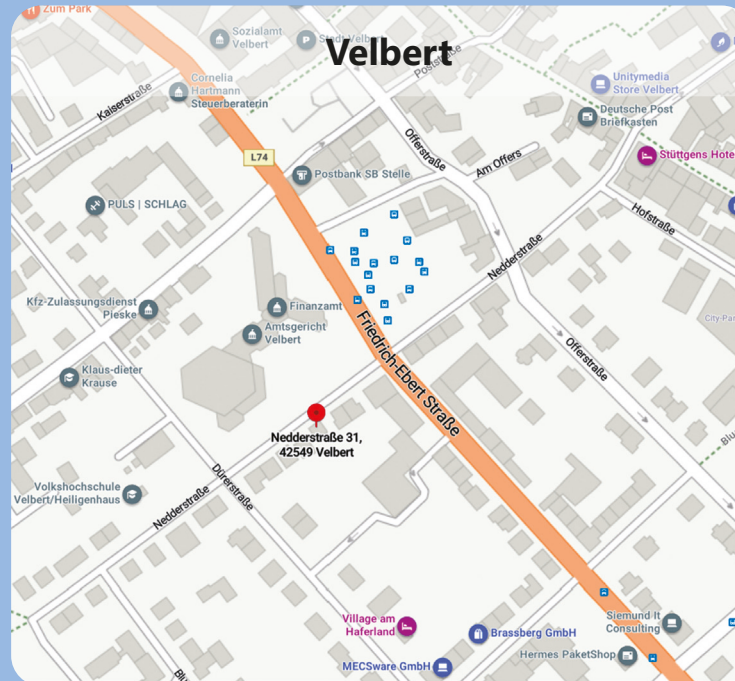 Zum Park
Sozialamt
Velbert
Stadt Velbert
Velbert
Poststraße
Cornelia
Hartmann
Steuerberaterin
Kaiserstraße
Unitymedia
Store Velbert
Deutsche Post
Briefkasten
Offerstraße
L74
Am Offers
Stüttgens Hote
Postbank SB Stelle
PULS | SCHLAG
Hofstraße
Nedderstraße
Kfz-Zulassungsdienst
Pieske
Finanzamt
Amtsgericht
Velbert
City-Par
Friedrich-Ebert Straße
Offerstraße
Klaus-dieter
Krause
Nedderstraße 31,
42549 Velbert
Volkshochschule
Velbert/Heiligenhaus
Dürerstraße
Nedderstraße
Village am
Haferland
Brassberg GmbH
Siemund It
Consulting
Hermes PaketShop
MECSware GmbH